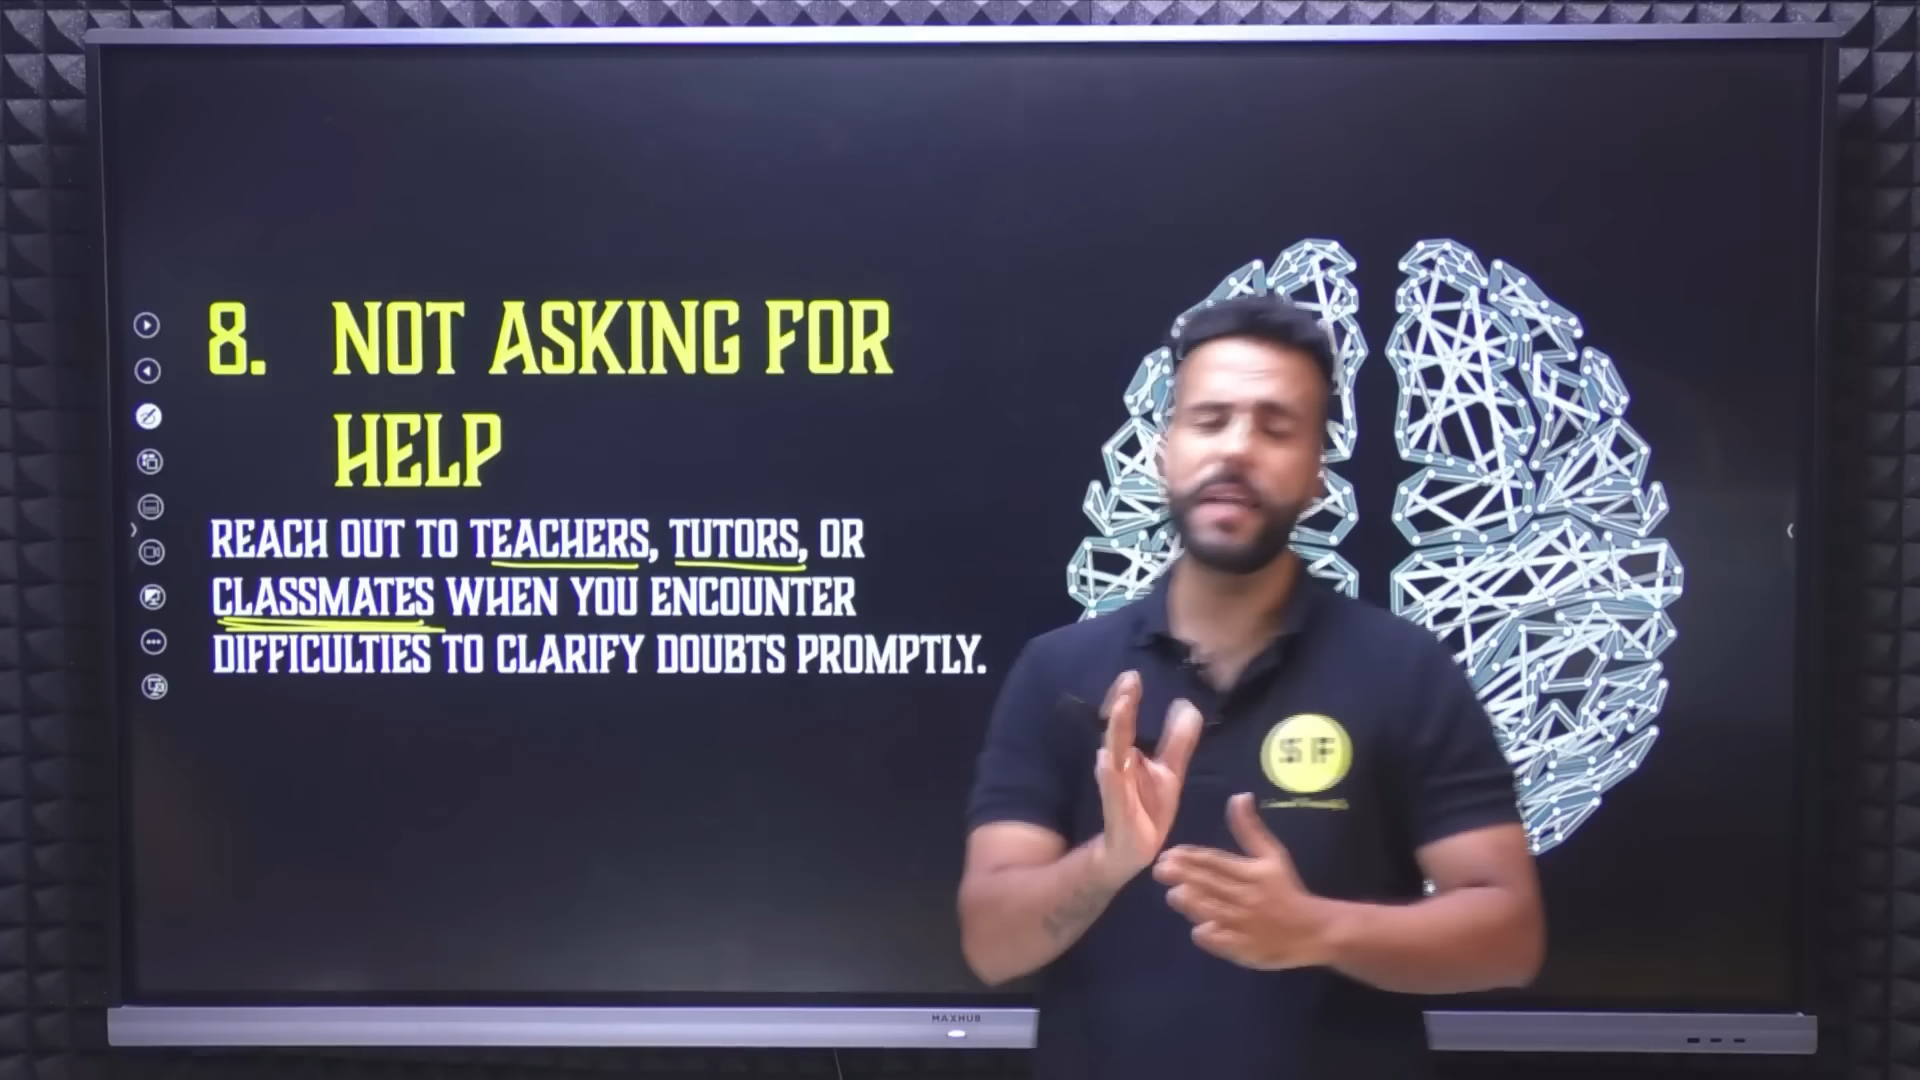 8. NOT ASKING FOR
HELP
REACH OUT TO TEACHERS, TUTORS, OR
CLASSMATES WHEN YOU ENCOUNTER
DIFFICULTIES TO CLARIFY DOUBTS PROMPTLY.
SF
MAXHUB